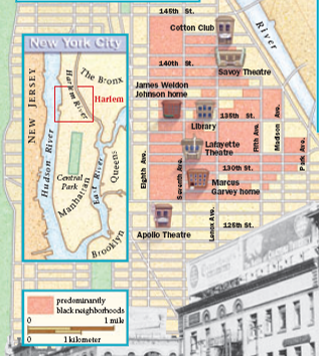 145th St.
Cotton Club
River
New York City
140th St.
Savoy Theatre
NEW JERSEY
The Bronx
Harlem River
Harlem
James Weldon
Johnson home
Library
135th St.
Hudson River
Lafayette
Theatre
Eighth Ave.
Seventh Ave.
Lenox Ave.
Fifth Ave.
Madison Ave.
Park Ave.
130th St.
Marcus
Garvey home
Central
Park
Manhattan
East River
Queens
Brooklyn
Apollo Theatre
125th St.
predominantly
black neighborhoods
0 1 mile
0 1 kilometer